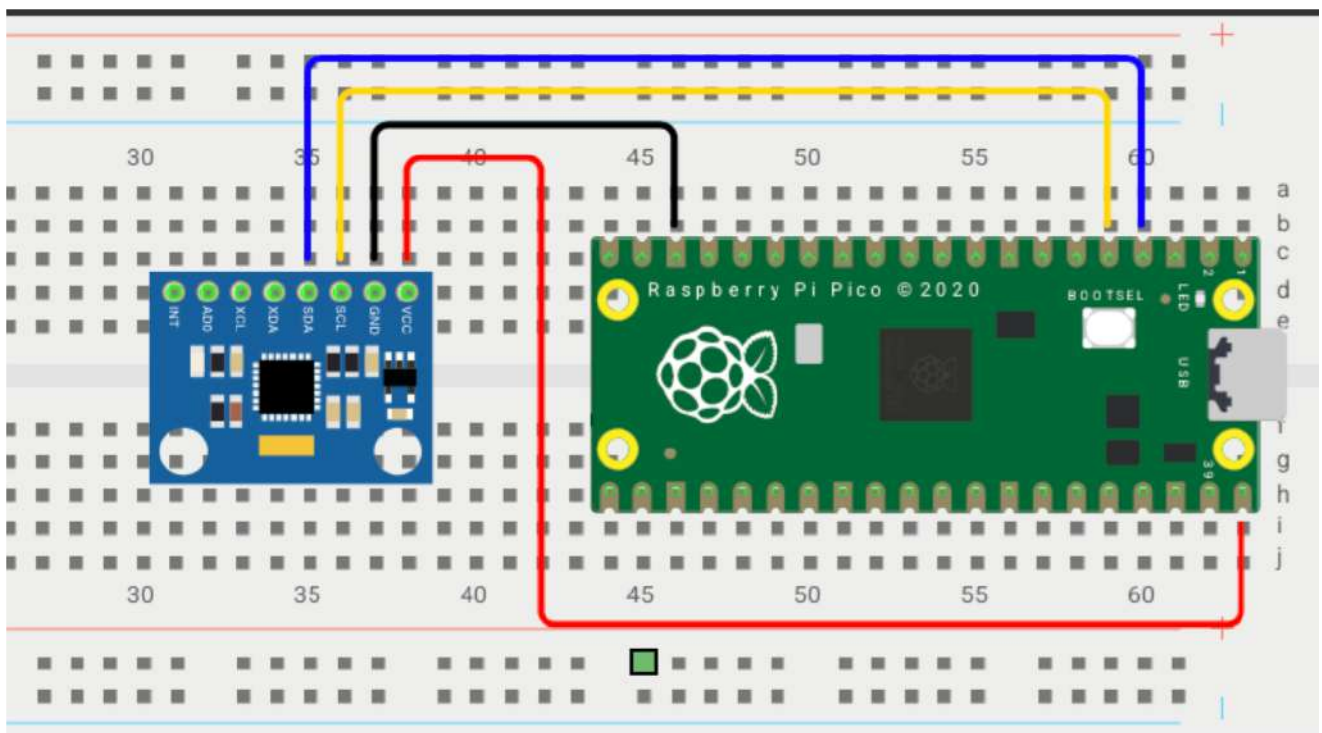 +
30 35 40 45 50 55 60
a
b
c
2 1
Raspberry Pi Pico © 2020
BOOTSEL
LED
d
e
INT AD0 XCL XDA SDA SCL GND VCC
USB
f
g
39
h
i
j
30 35 40 45 50 55 60
+